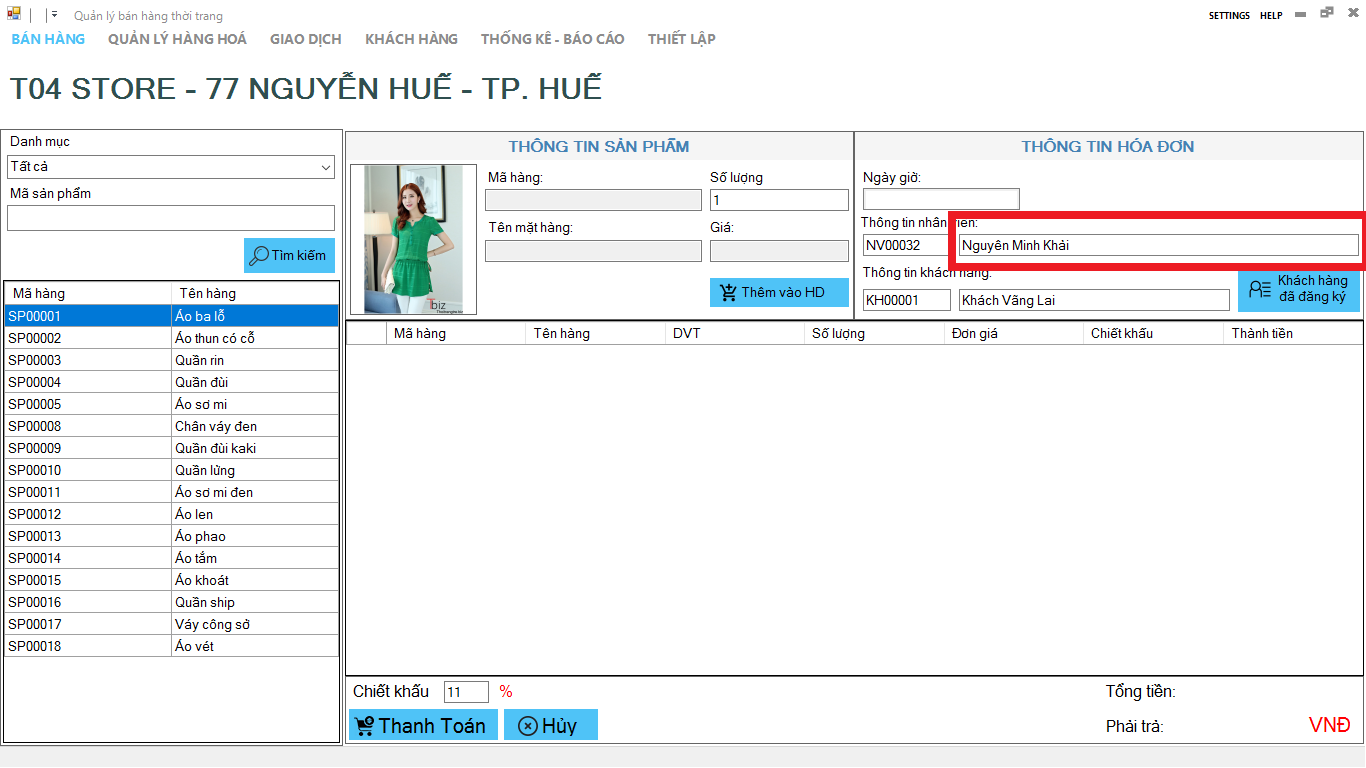 Quản lý bán hàng thời trang
SETTINGS HELP
BÁN HÀNG QUẢN LÝ HÀNG HOÁ GIAO DỊCH KHÁCH HÀNG THỐNG KÊ - BÁO CÁO THIẾT LẬP
T04 STORE - 77 NGUYỄN HUẾ - TP. HUẾ
Danh mục
Tất cả
Mã sản phẩm
Tìm kiếm
Mã hàng Tên hàng
SP00001 Áo ba lỗ
SP00002 Áo thun có cổ
SP00003 Quần rin
SP00004 Quần đùi
SP00005 Áo sơ mi
SP00008 Chân váy đen
SP00009 Quần đùi kaki
SP00010 Quần lửng
SP00011 Áo sơ mi đen
SP00012 Áo len
SP00013 Áo phao
SP00014 Áo tắm
SP00015 Áo khoát
SP00016 Quần ship
SP00017 Váy công sở
SP00018 Áo vét
THÔNG TIN SẢN PHẨM
Mã hàng: Số lượng
1
Tên mặt hàng: Giá:
Thêm vào HD
Tbiz
THÔNG TIN HÓA ĐƠN
Ngày giờ:
Thông tin nhân
NV00032 Nguyễn Minh Khải
Thông tin khách hàng:
KH00001 Khách Vãng Lai
Khách hàng
đã đăng ký
Mã hàng Tên hàng DVT Số lượng Đơn giá Chiết khấu Thành tiền
Chiết khấu 11 %
Tổng tiền:
Thanh Toán Hủy
Phải trả: VNĐ